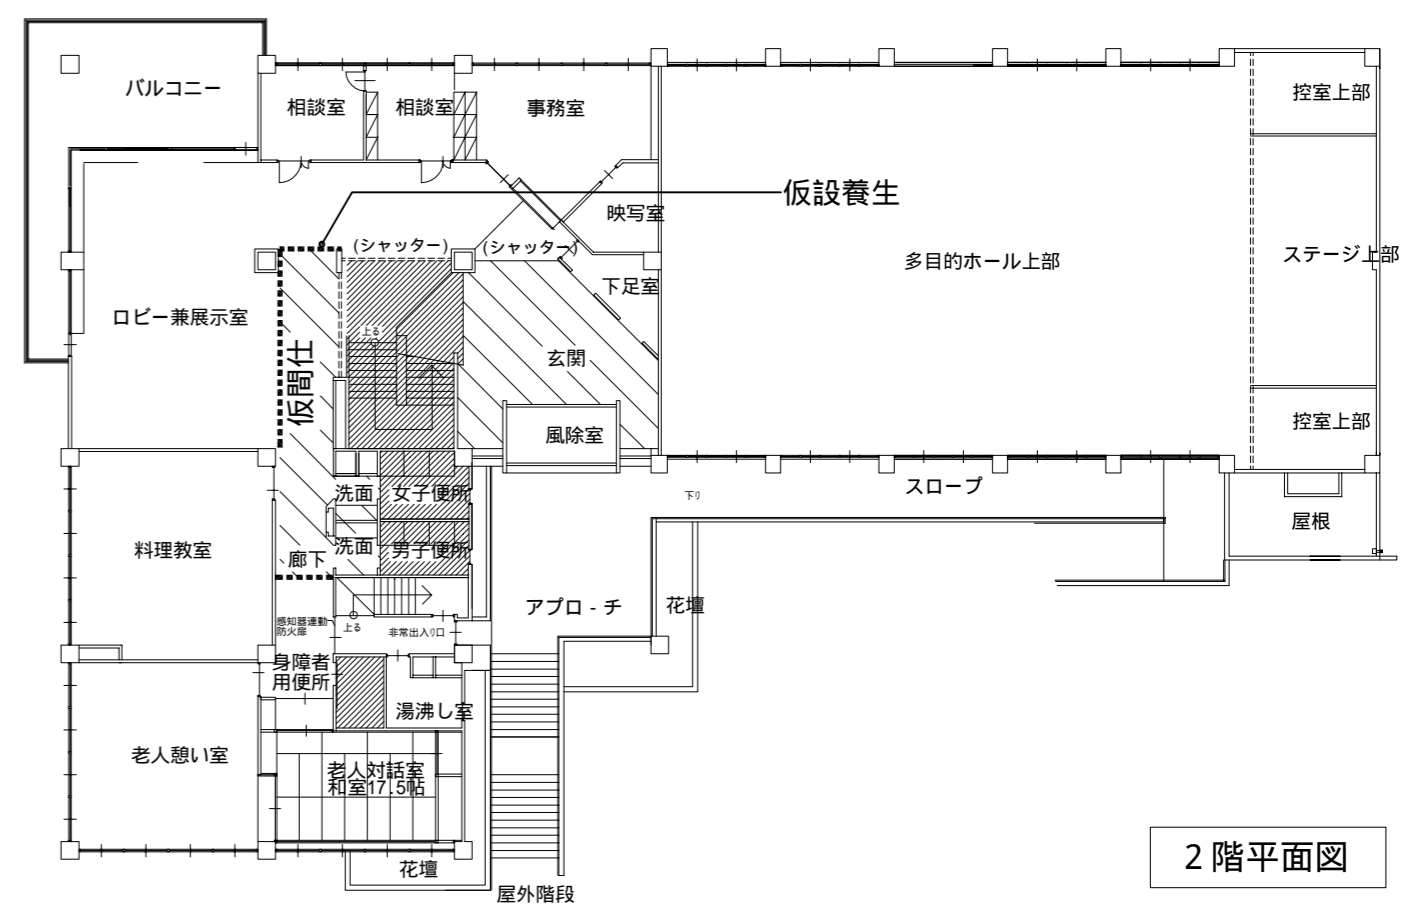 バルコニー
相談室
相談室
事務室
控室上部
仮設養生
映写室
(シャッター)
(シャッター)
多目的ホール上部
ステージ上部
下足室
ロビー兼展示室
上る
仮間仕
玄関
控室上部
風除室
洗面
女子便所
下り
スロープ
屋根
料理教室
廊下
洗面
男子便所
アプロ - チ
花壇
感知器連動
防火扉
上る
非常出入り口
身障者
用便所
湯沸し室
老人憩い室
老人対話室
和室17.5帖
花壇
屋外階段
2階平面図